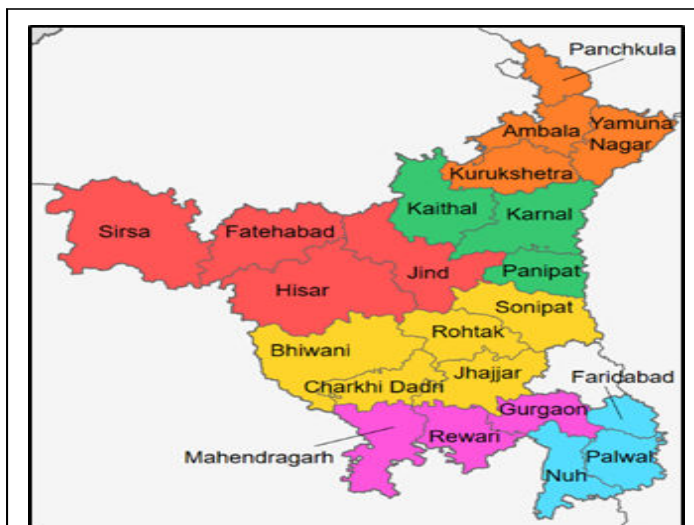 Panchkula
Ambala
Yamuna
Nagar
Kurukshetra
Kaithal
Karnal
Sirsa
Fatehabad
Jind
Panipat
Hisar
Sonipat
Rohtak
Bhiwani
Jhajjar
Charkhi Dadri
Faridabad
Gurgaon
Rewari
Mahendragarh
Palwal
Nuh